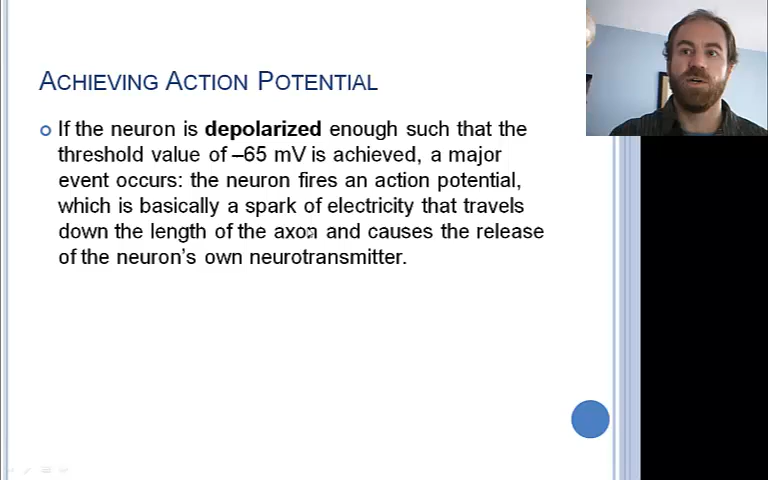 ACHIEVING ACTION POTENTIAL
If the neuron is depolarized enough such that the
threshold value of –65 mV is achieved, a major
event occurs: the neuron fires an action potential,
which is basically a spark of electricity that travels
down the length of the axon and causes the release
of the neuron’s own neurotransmitter.